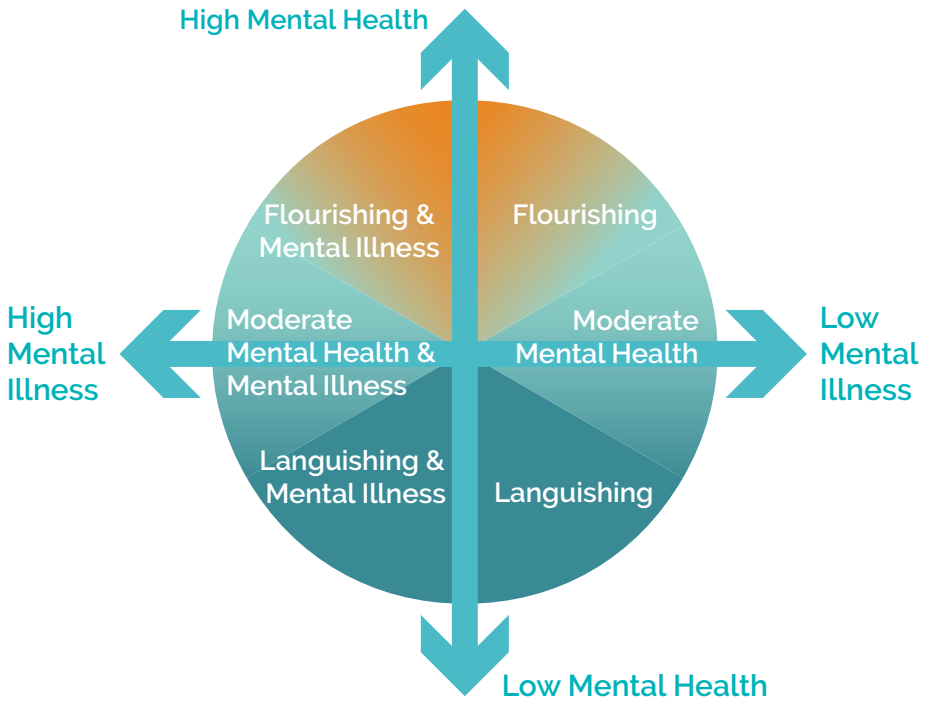 High Mental Health
Flourishing &
Mental Illness
Flourishing
High
Mental
Illness
Moderate
Mental Health &
Mental Illness
Moderate
Mental Health
Low
Mental
Illness
Languishing &
Mental Illness
Languishing
Low Mental Health